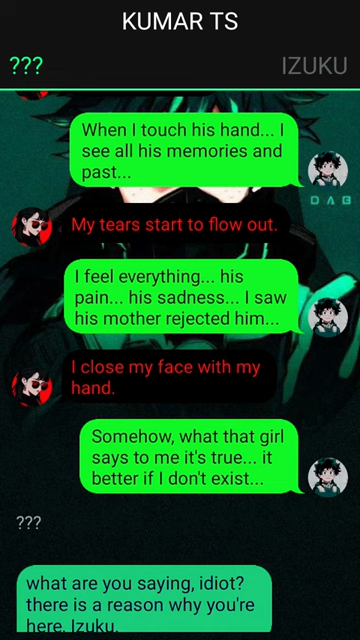 KUMAR TS
??? IZUKU
When I touch his hand... I
see all his memories and
past...
DAB
My tears start to flow out.
I feel everything... his
pain... his sadness... I saw
his mother rejected him...
I close my face with my
hand.
Somehow, what that girl
says to me it's true... it
better if I don't exist...
???
what are you saying, idiot?
there is a reason why you're
here, Izuku.